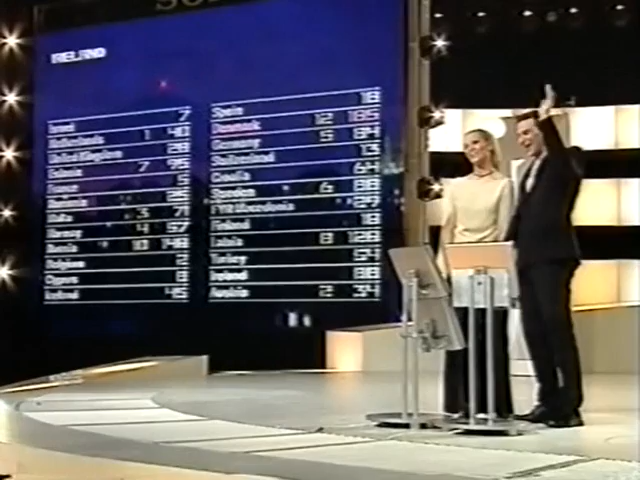 IRELAND
Israel 7
Netherlands 1 40
United Kingdom 28
Estonia 7 95
France 5
Romania 25
Malta 3 71
Norway 4 57
Russia 10 148
Belgium 2
Cyprus 8
Iceland 45
Spain 18
Denmark 12 185
Germany 5 84
Switzerland 13
Croatia 64
Sweden 6 88
FYR Macedonia 29
Finland 18
Latvia 8 128
Turkey 54
Ireland 88
Austria 2 34